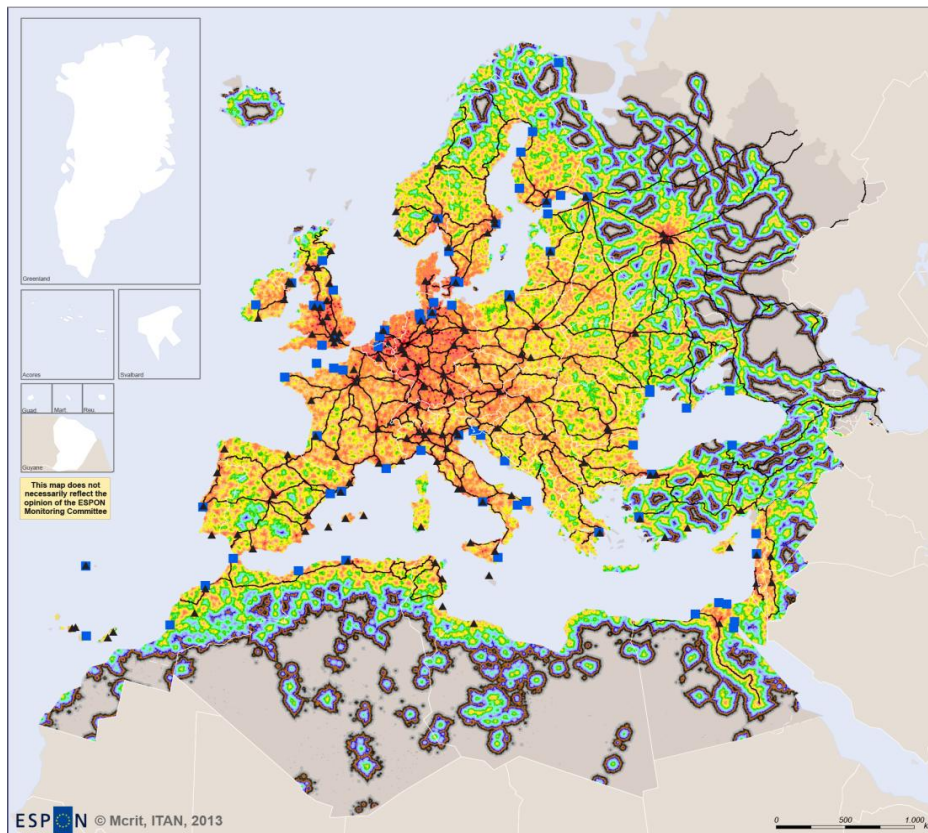 Greenland
Acores
Svalbard
Guad.
Mart.
Reu.
Guyane
This map does not
necessarily reflect the
opinion of the ESPON
Monitoring Committee
ESPON © Mcrit, ITAN, 2013
0 500 1.000
k